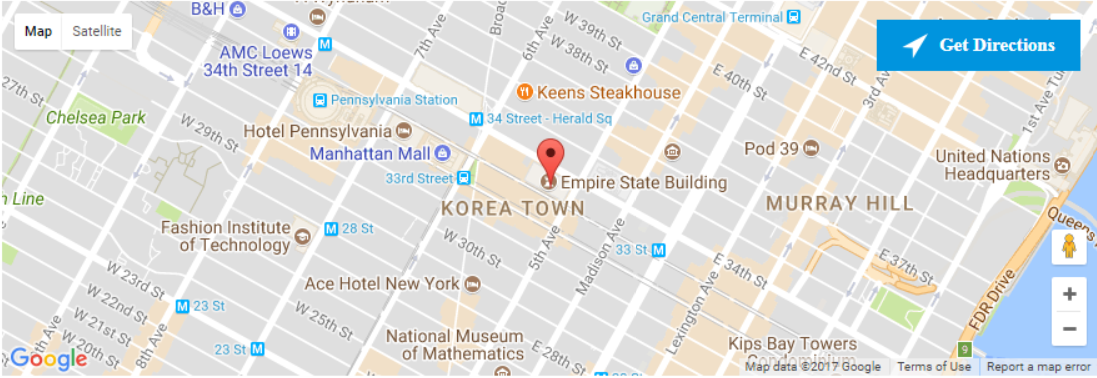 B&H
Grand Central Terminal
Map
Satellite
7th Ave
6th Ave
W 39th St
Get Directions
AMC Loews
34th Street 14
W 38th St
E 42nd St
27th St
Pennsylvania Station
Keens Steakhouse
E 40th St
3rd Ave
Chelsea Park
W 29th St
Hotel Pennsylvania
34 Street - Herald Sq
1st Ave
Manhattan Mall
Pod 39
United Nations
Headquarters
33rd Street
Empire State Building
Line
KOREA TOWN
MURRAY HILL
Queens
Fashion Institute
of Technology
28 St
W 30th St
5th Ave
Madison Ave
33 St
E 34th St
E 37th St
W 23rd St
Ace Hotel New York
W 22nd St
23 St
W 25th St
Lexington Ave
FDR Drive
W 21st St
W 20th St
8th Ave
23 St
National Museum
of Mathematics
E 28th St
Kips Bay Towers
Condominium
9
Google
Map data ©2017 Google
Terms of Use
Report a map error